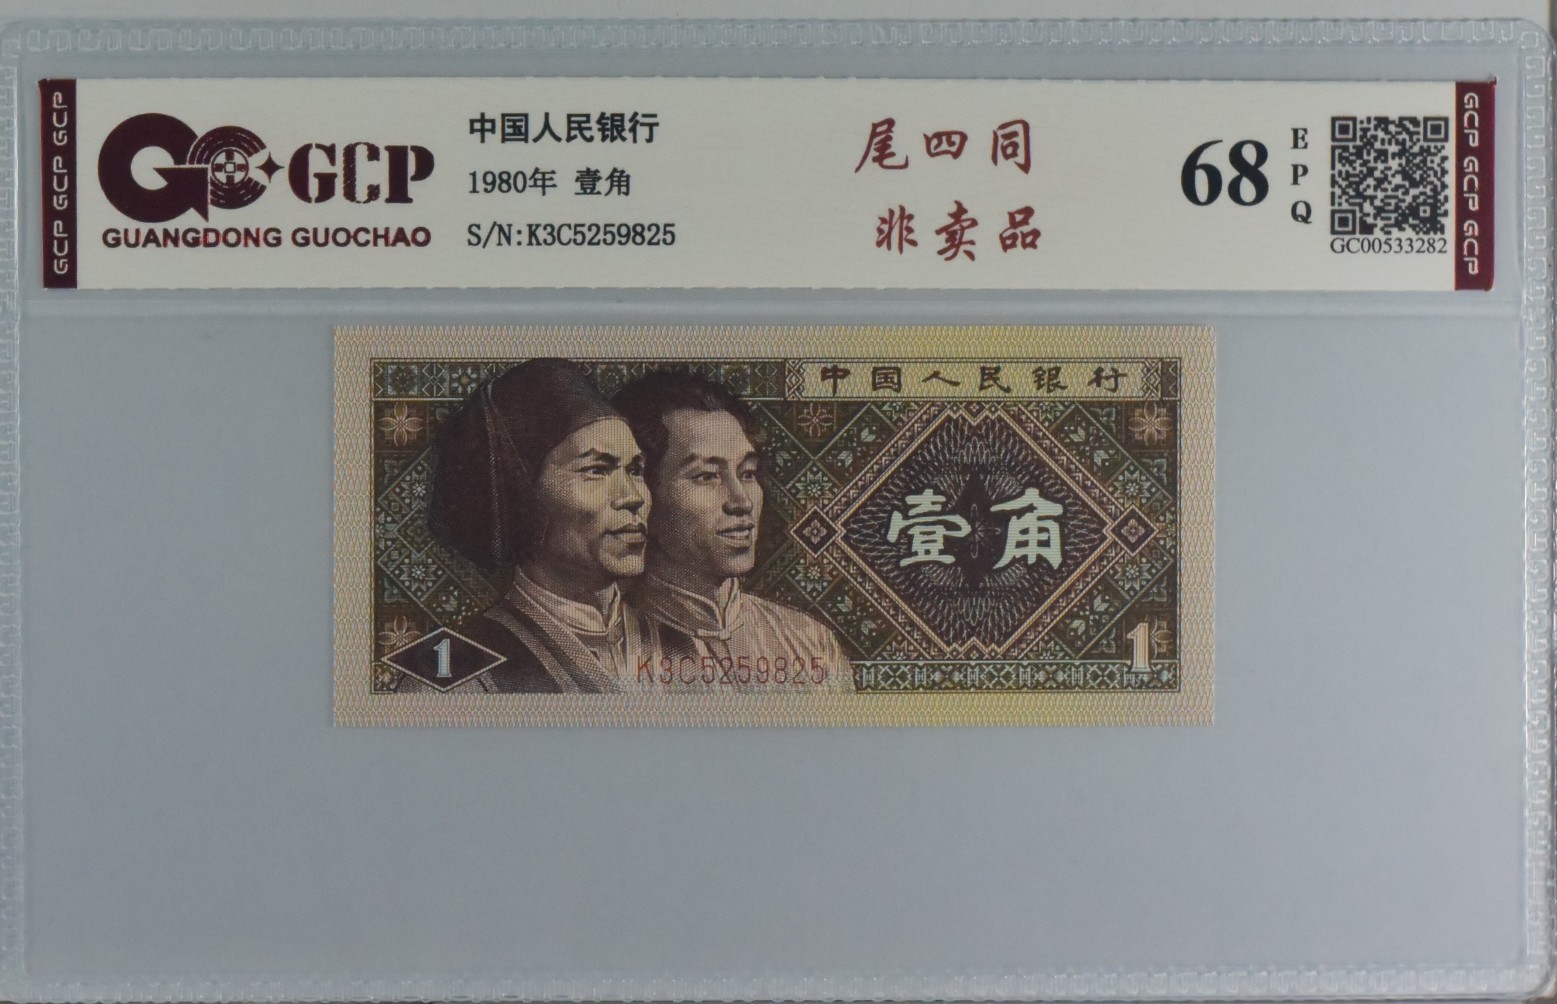 GCP GCP GCP
GCP
GUANGDONG GUOCHAO
中国人民银行
1980年 壹角
S/N:K3C5259825
尾四同
非卖品
68
EPQ
GC00533282
GCP GCP GCP
中国人民银行
壹角
1
1
K3C5259825